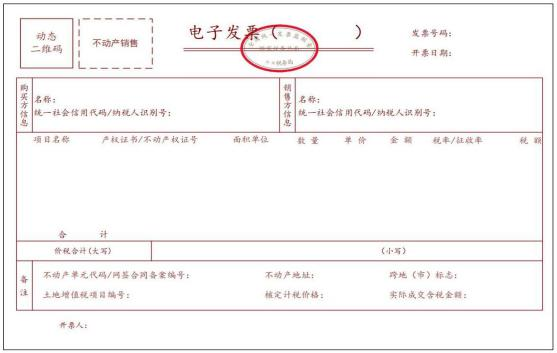 动态
二维码
不动产销售
电子发票（ ）
发票号码：
开票日期：
购买方信息
名称：
统一社会信用代码/纳税人识别号：
销售方信息
名称：
统一社会信用代码/纳税人识别号：
项目名称 产权证书/不动产权证号 面积单位 数量 单价 金额 税率/征收率 税额
合计
价税合计(大写) (小写)
备注
不动产单元代码/网签合同备案编号： 不动产地址： 跨地（市）标志：
土地增值税项目编号： 核定计税价格： 实际成交含税金额：
开票人：